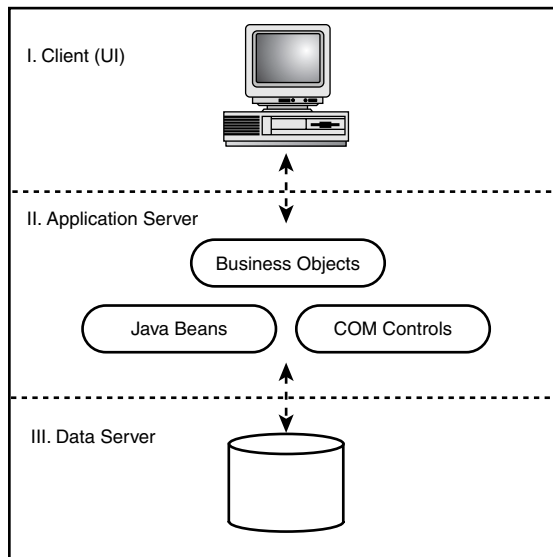 I. Client (UI)
II. Application Server
Business Objects
Java Beans
COM Controls
III. Data Server